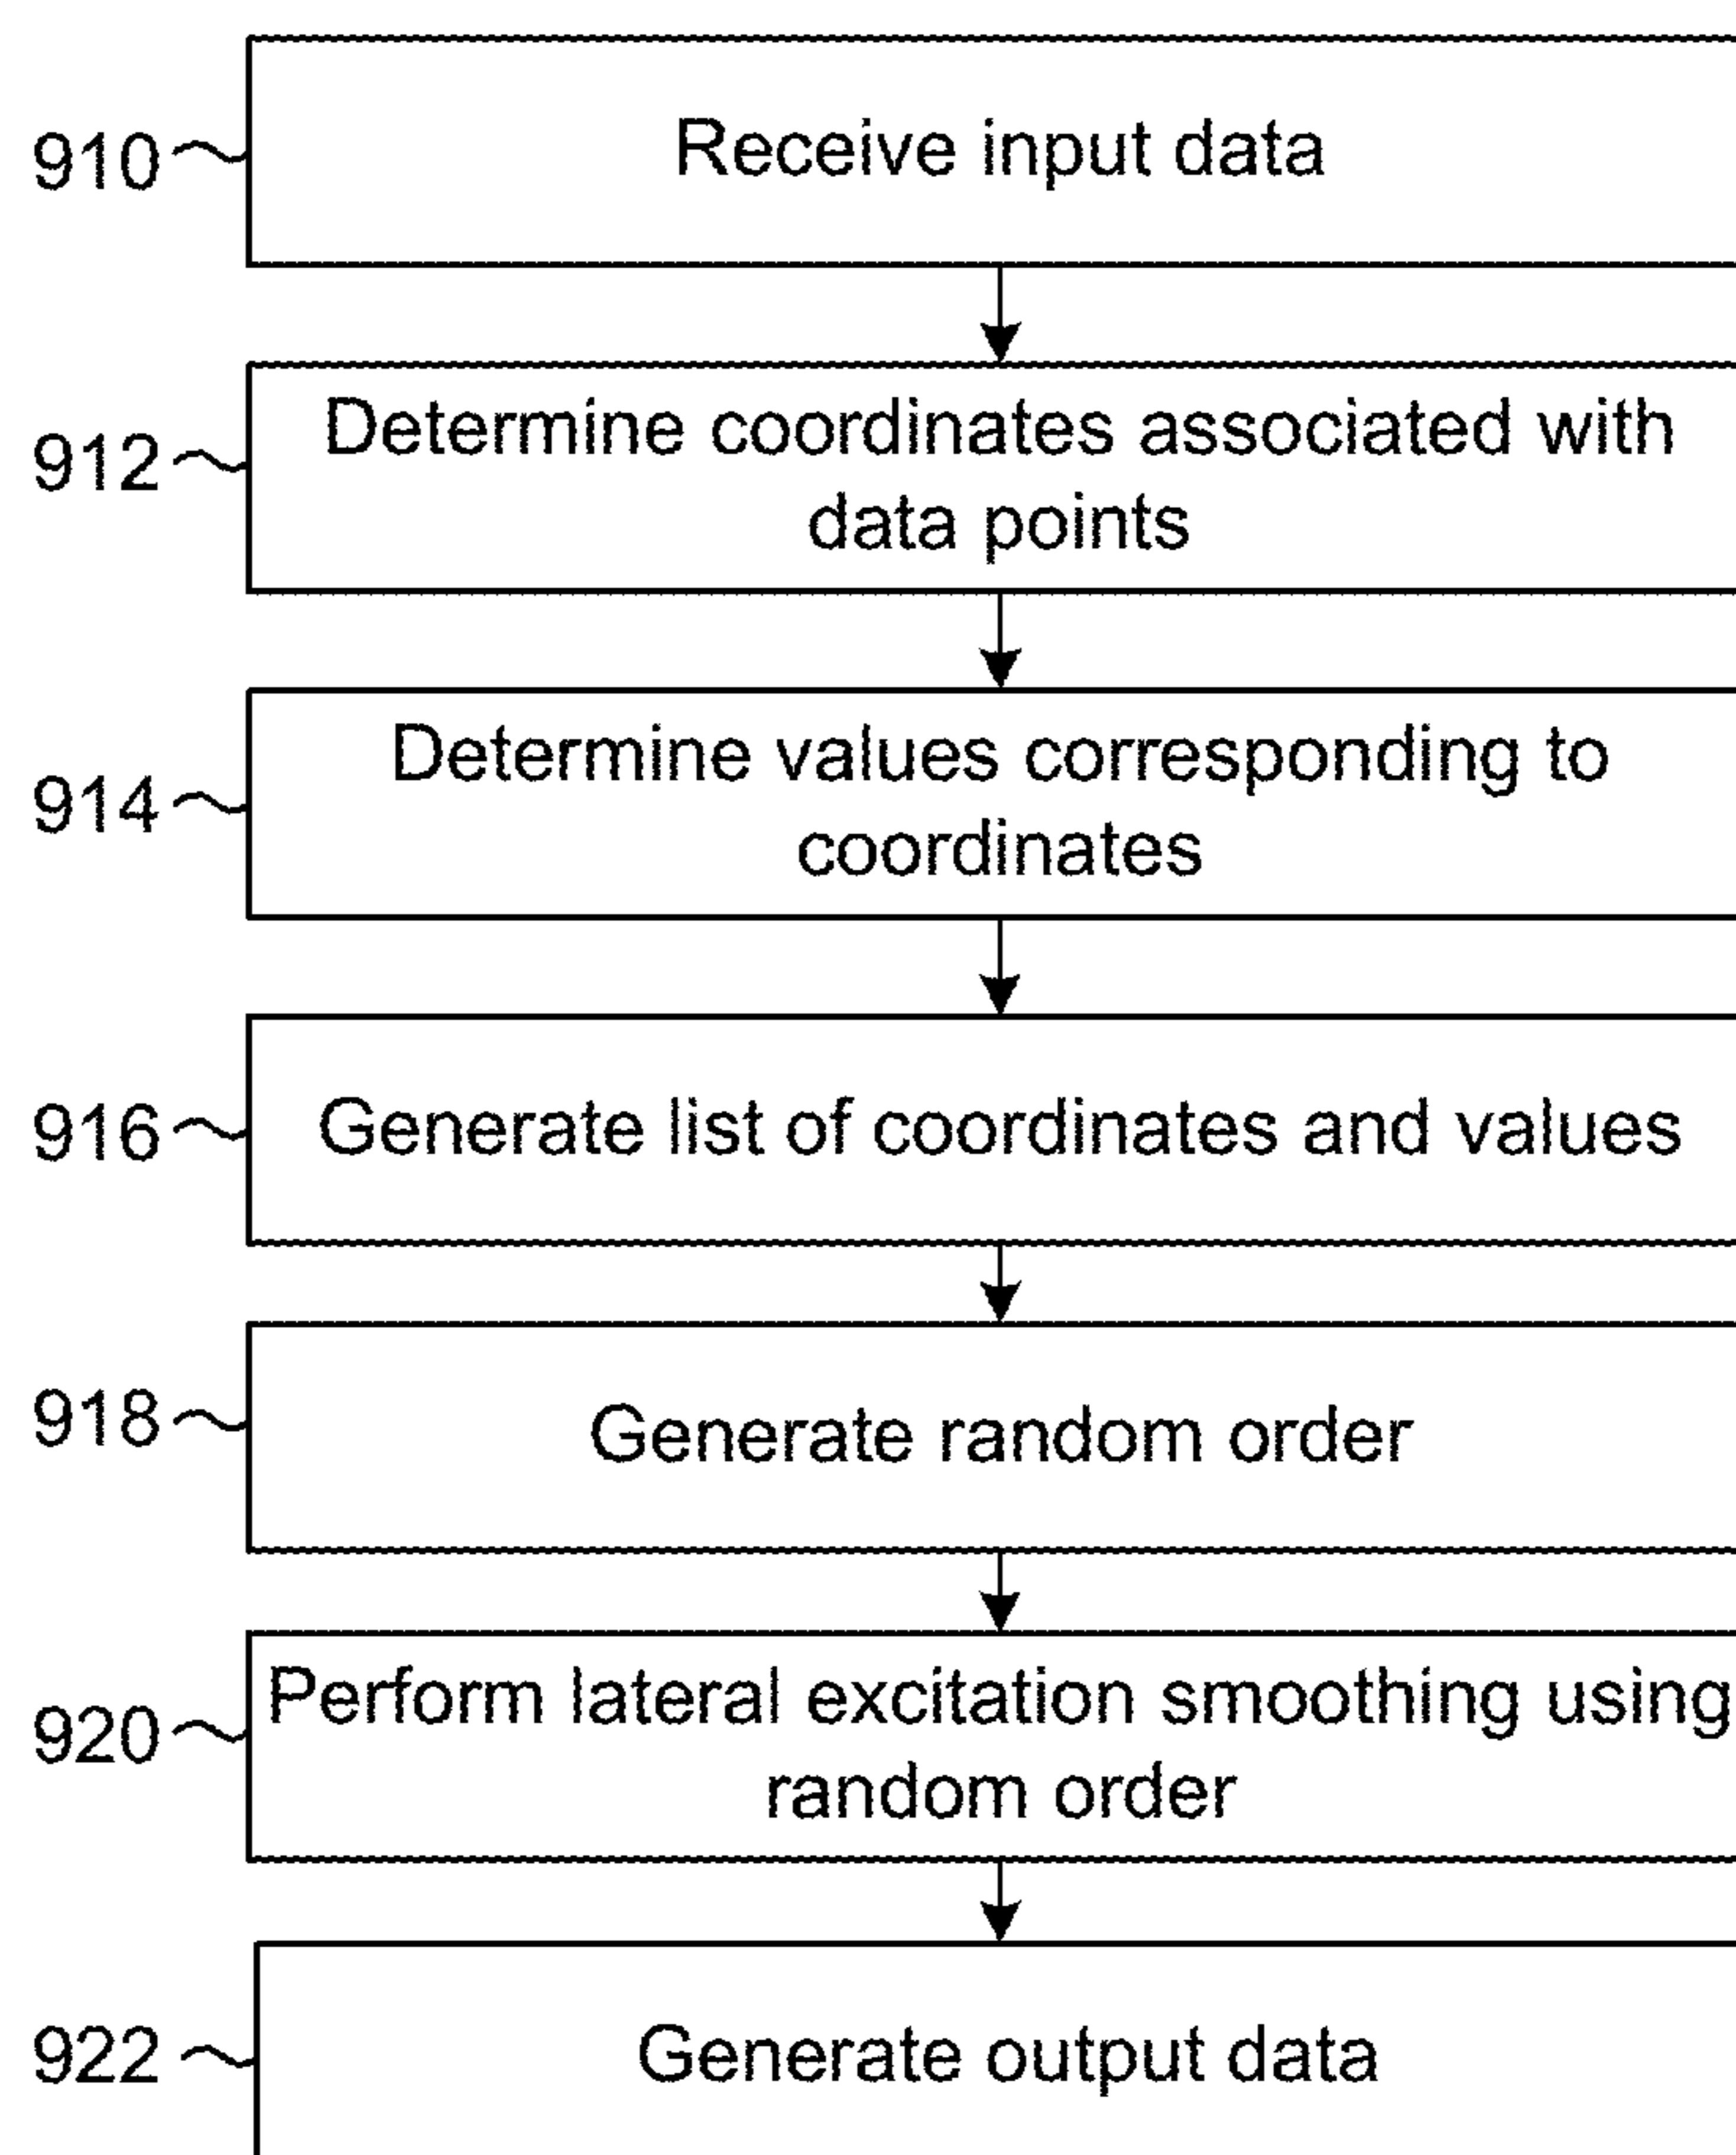 910
Receive input data
912
Determine coordinates associated with
data points
914
Determine values corresponding to
coordinates
916
Generate list of coordinates and values
918
Generate random order
920
Perform lateral excitation smoothing using
random order
922
Generate output data